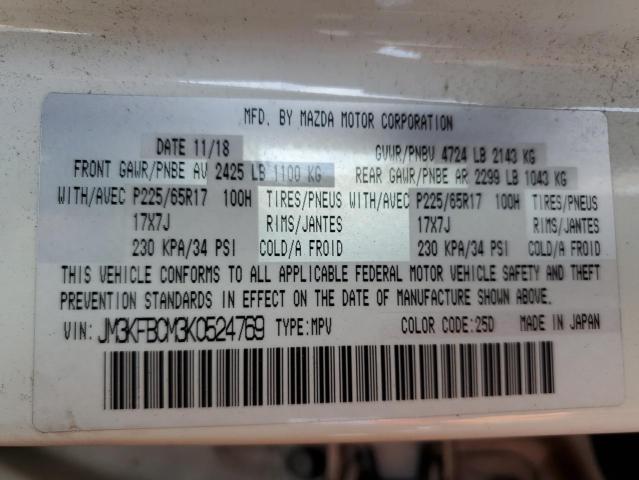 MFD. BY MAZDA MOTOR CORPORATION
DATE 11/18 GVWR/PNBV 4724 LB 2143 KG
FRONT GAWR/PNBE AV 2425 LB 1100 KG REAR GAWR/PNBE AR 2299 LB 1043 KG
WITH/AVEC P225/65R17 100H TIRES/PNEUS WITH/AVEC P225/65R17 100H TIRES/PNEUS
17X7J RIMS/JANTES 17X7J RIMS/JANTES
230 KPA/34 PSI COLD/A FROID 230 KPA/34 PSI COLD/A FROID
THIS VEHICLE CONFORMS TO ALL APPLICABLE FEDERAL MOTOR VEHICLE SAFETY AND THEFT
PREVENTION STANDARDS IN EFFECT ON THE DATE OF MANUFACTURE SHOWN ABOVE.
VIN: JM3KFBCM3K0524769 TYPE:MPV COLOR CODE:25D MADE IN JAPAN